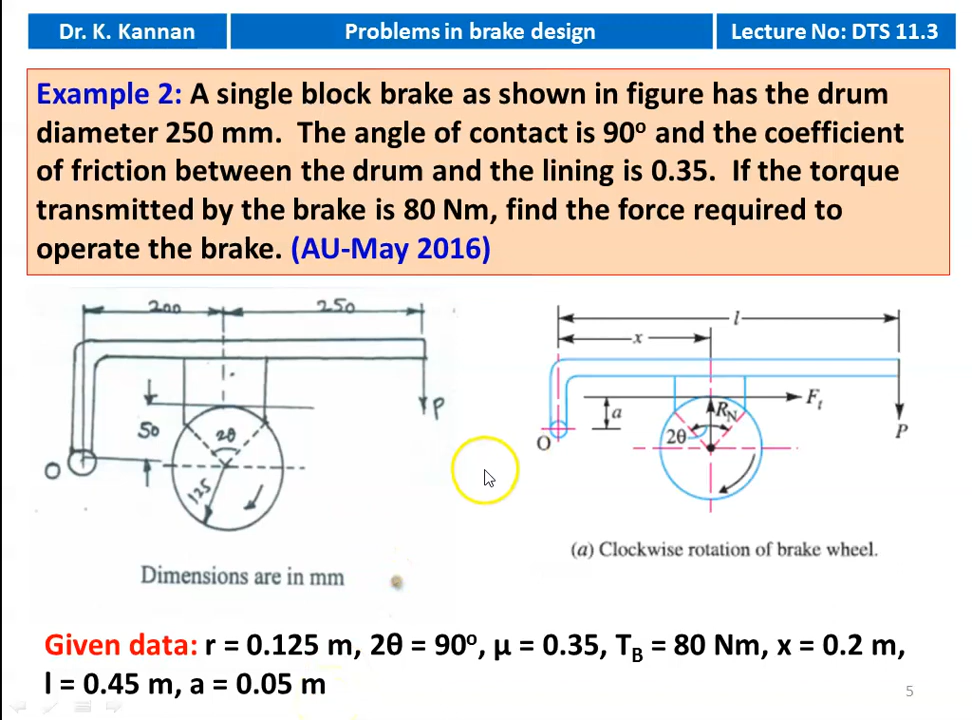 Dr. K. Kannan
Problems in brake design
Lecture No: DTS 11.3
Example 2: A single block brake as shown in figure has the drum
diameter 250 mm. The angle of contact is 90° and the coefficient
of friction between the drum and the lining is 0.35. If the torque
transmitted by the brake is 80 Nm, find the force required to
operate the brake. (AU-May 2016)
200
250
P
50
2θ
O
125
Dimensions are in mm
l
x
Ft
a
RN
2θ
O
P
(a) Clockwise rotation of brake wheel.
Given data: r = 0.125 m, 2θ = 90°, μ = 0.35, TB = 80 Nm, x = 0.2 m,
l = 0.45 m, a = 0.05 m
5